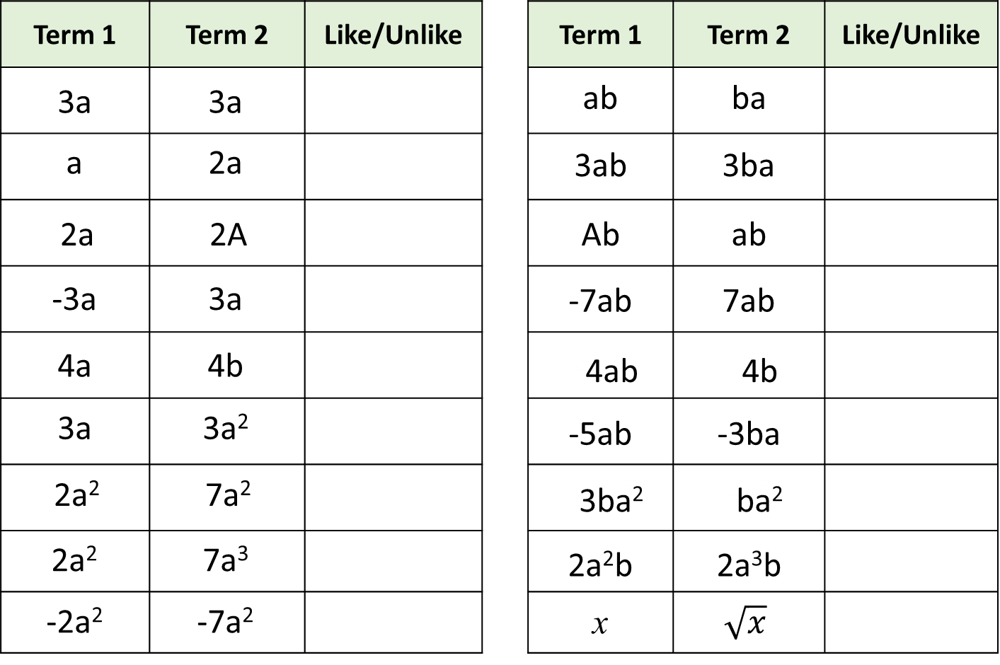 Term 1 Term 2 Like/Unlike
3a 3a
a 2a
2a 2A
-3a 3a
4a 4b
3a 3a²
2a² 7a²
2a² 7a³
-2a² -7a²
Term 1 Term 2 Like/Unlike
ab ba
3ab 3ba
Ab ab
-7ab 7ab
4ab 4b
-5ab -3ba
3ba² ba²
2a²b 2a³b
x √x